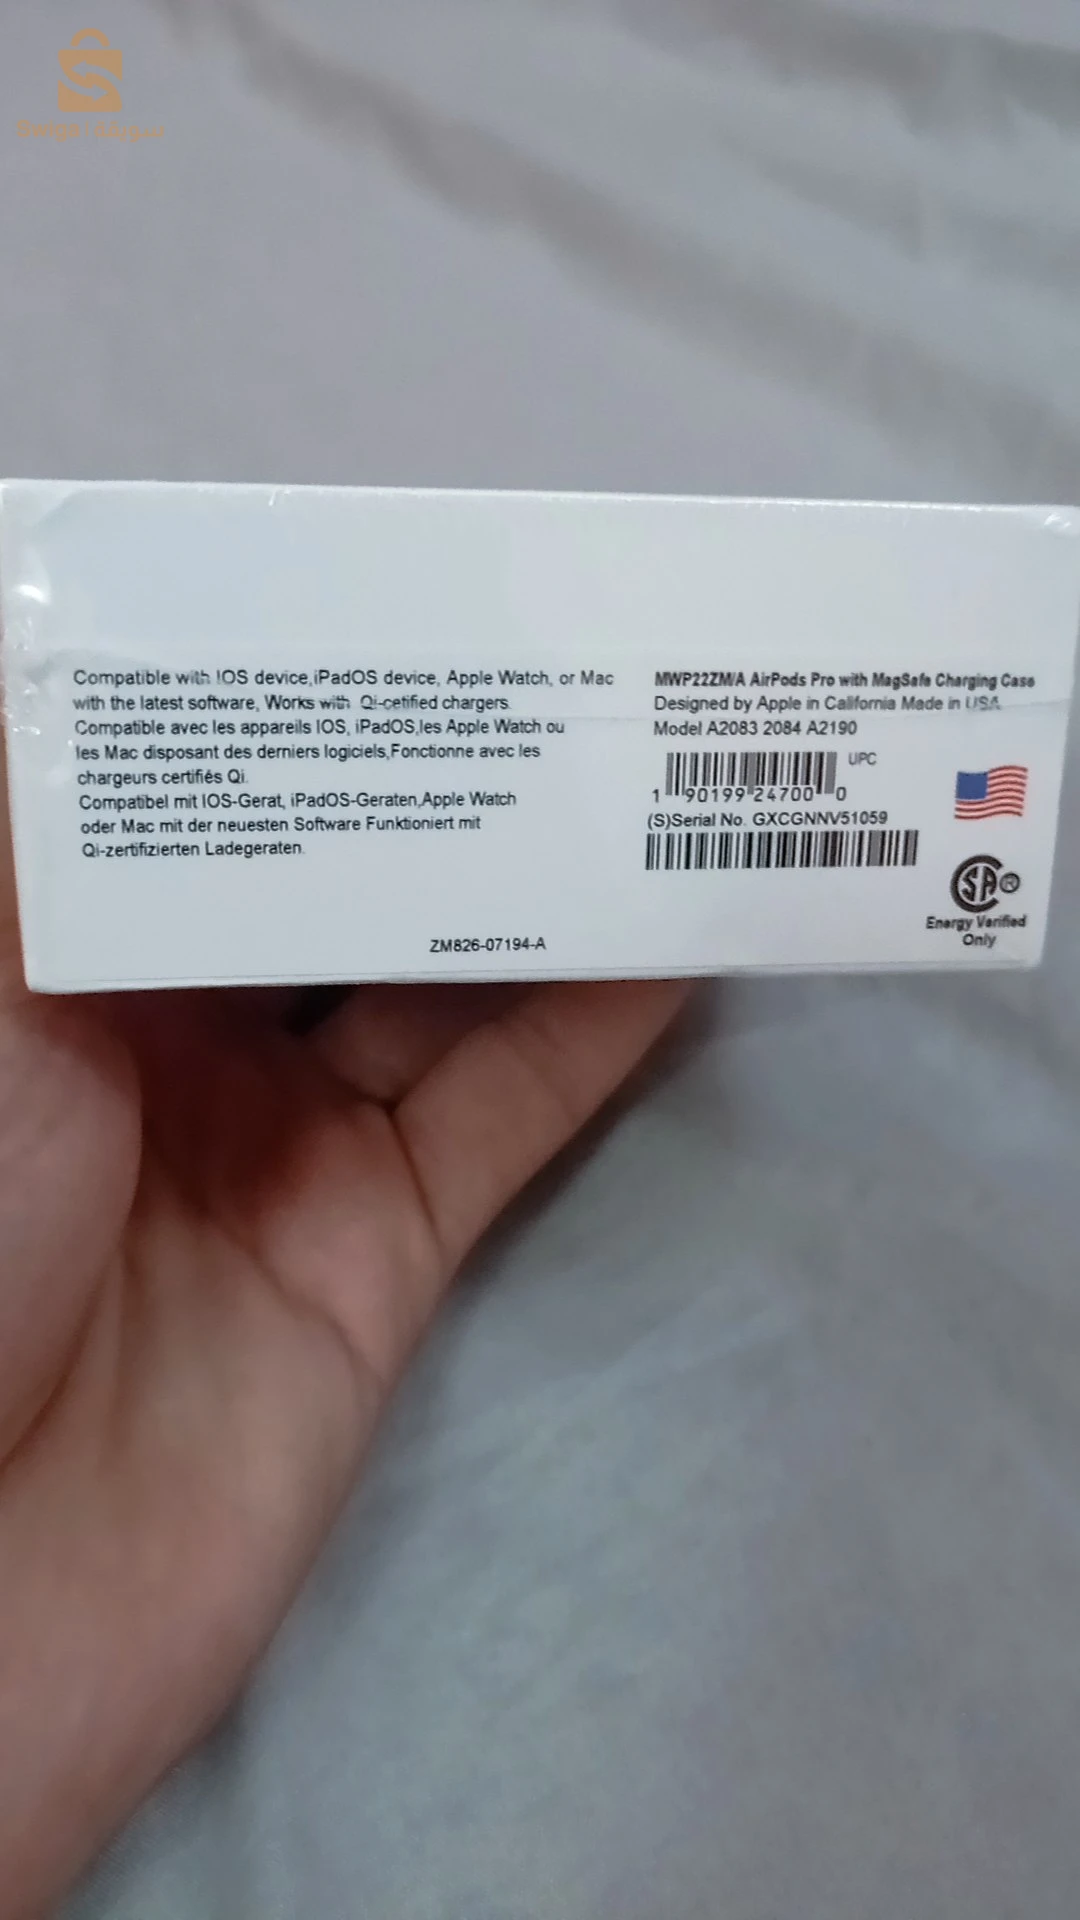 Compatible with IOS device,iPadOS device, Apple Watch, or Mac
with the latest software, Works with Qi-cetified chargers.
Compatible avec les appareils IOS, iPadOS,les Apple Watch ou
les Mac disposant des derniers logiciels,Fonctionne avec les
chargeurs certifiés Qi.
Compatibel mit IOS-Gerat, iPadOS-Geraten,Apple Watch
oder Mac mit der neuesten Software Funktioniert mit
Qi-zertifizierten Ladegeraten.
ZM826-07194-A
MWP22ZM/A AirPods Pro with MagSafe Charging Case
Designed by Apple in California Made in USA
Model A2083 2084 A2190
UPC
1 90199 24700 0
(S)Serial No. GXCGNNV51059
SA®
Energy Verified
Only